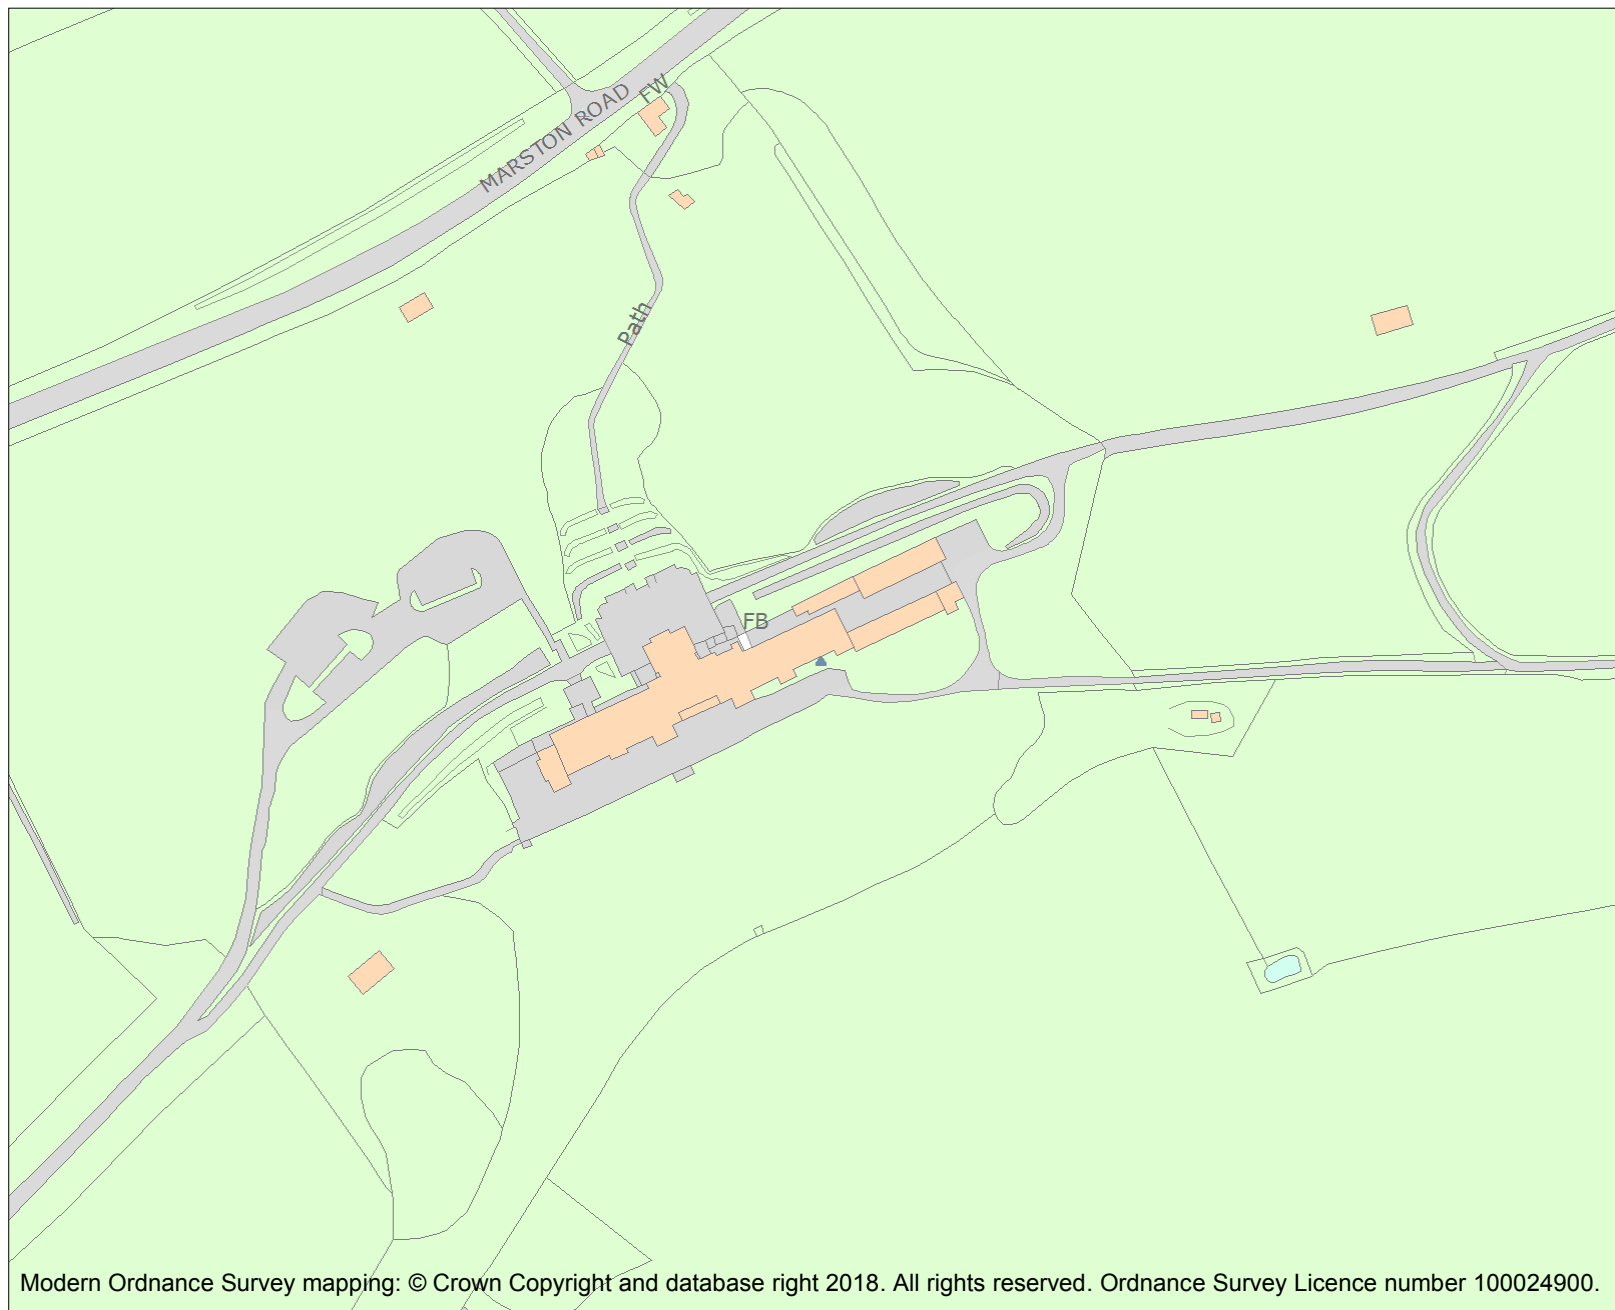 MARSTON ROAD
FW
Path
FB
Modern Ordnance Survey mapping: © Crown Copyright and database right 2018. All rights reserved. Ordnance Survey Licence number 100024900.